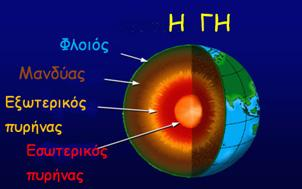 Η ΓΗ
Φλοιός
Μανδύας
Εξωτερικός
πυρήνας
Εσωτερικός
πυρήνας